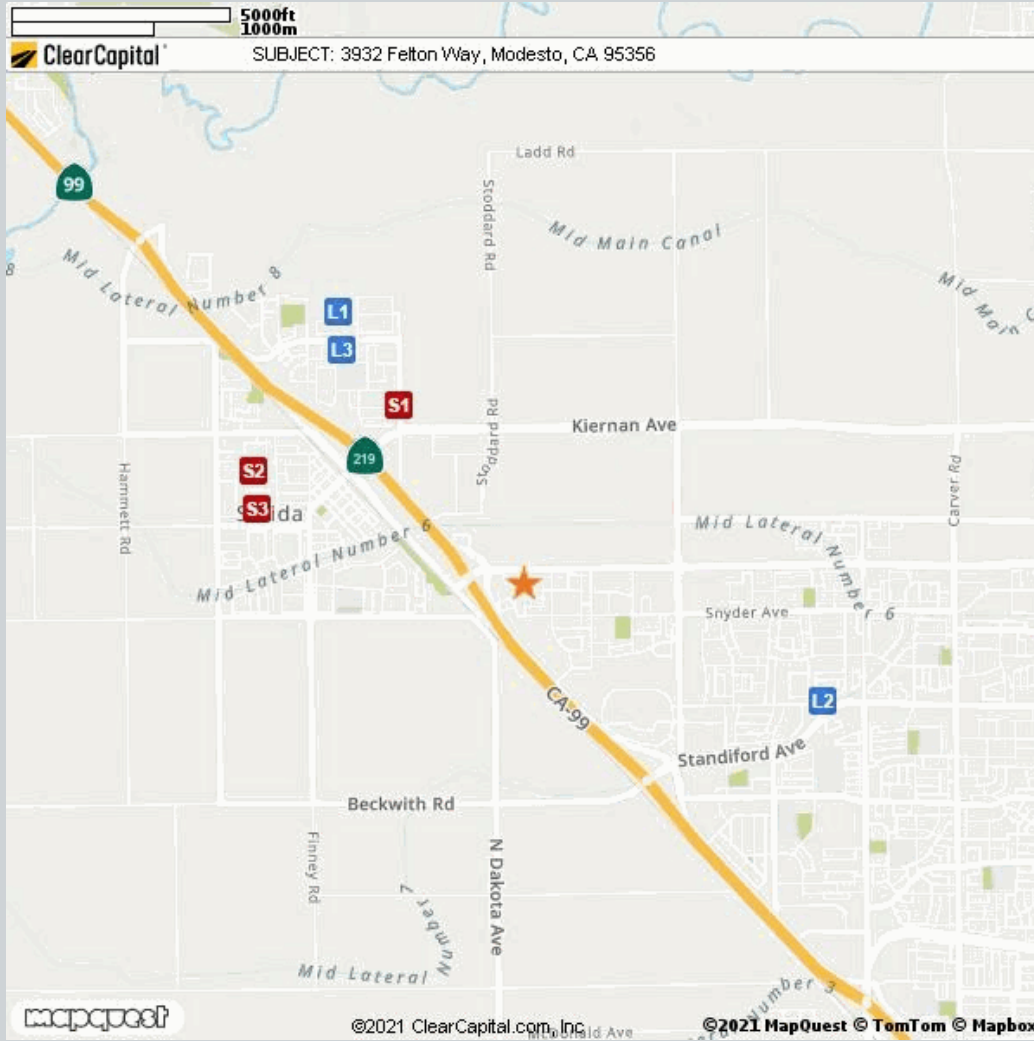 5000ft
1000m
ClearCapital
SUBJECT: 3932 Felton Way, Modesto, CA 95356
Ladd Rd
99
Stoddard Rd
Mid Main Canal
Mid Lateral Number 8
8
Mid Main C
L1
L3
S1
Kiernan Ave
Stoddard Rd
219
S2
S3
Hammett Rd
Carver Rd
Mid Lateral Number 6
Mid Lateral Number 6
Snyder Ave
L2
CA-99
Standiford Ave
Beckwith Rd
Finney Rd
N Dakota Ave
Mid Lateral Number 7
Number 3
mapquest
©2021 ClearCapital.com, Inc
McDonald Ave
©2021 MapQuest © TomTom © Mapbox